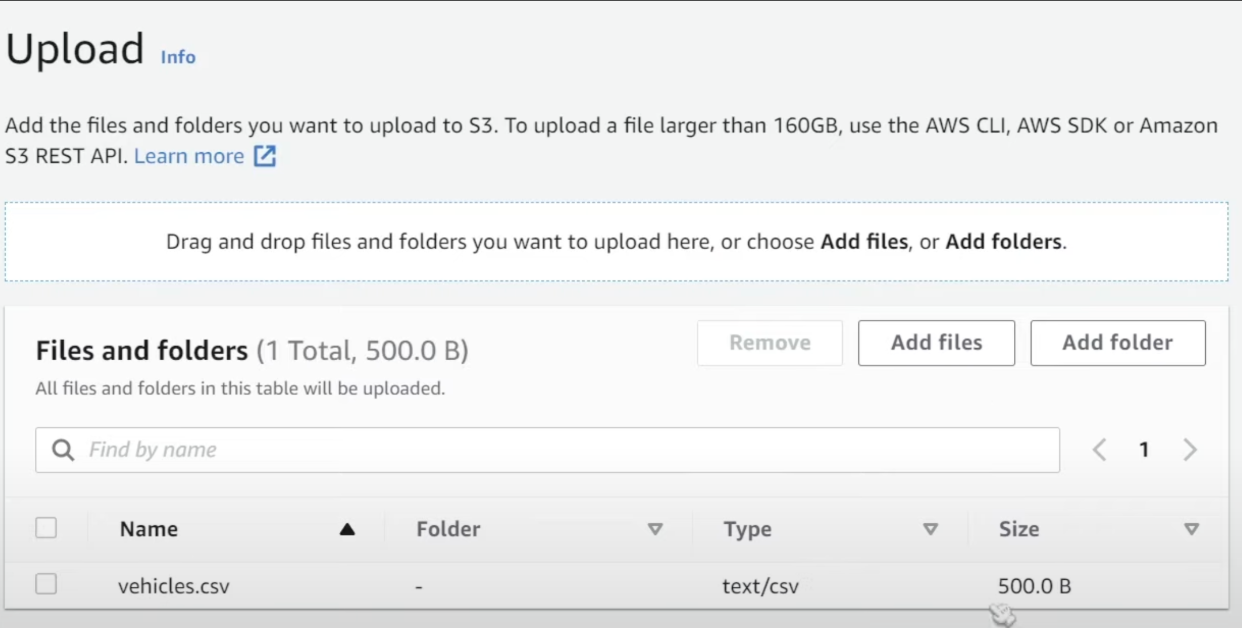 Upload Info
Add the files and folders you want to upload to S3. To upload a file larger than 160GB, use the AWS CLI, AWS SDK or Amazon
S3 REST API. Learn more
Drag and drop files and folders you want to upload here, or choose Add files, or Add folders.
Files and folders (1 Total, 500.0 B)
Remove Add files Add folder
All files and folders in this table will be uploaded.
Find by name 1
Name Folder Type Size
vehicles.csv - text/csv 500.0 B